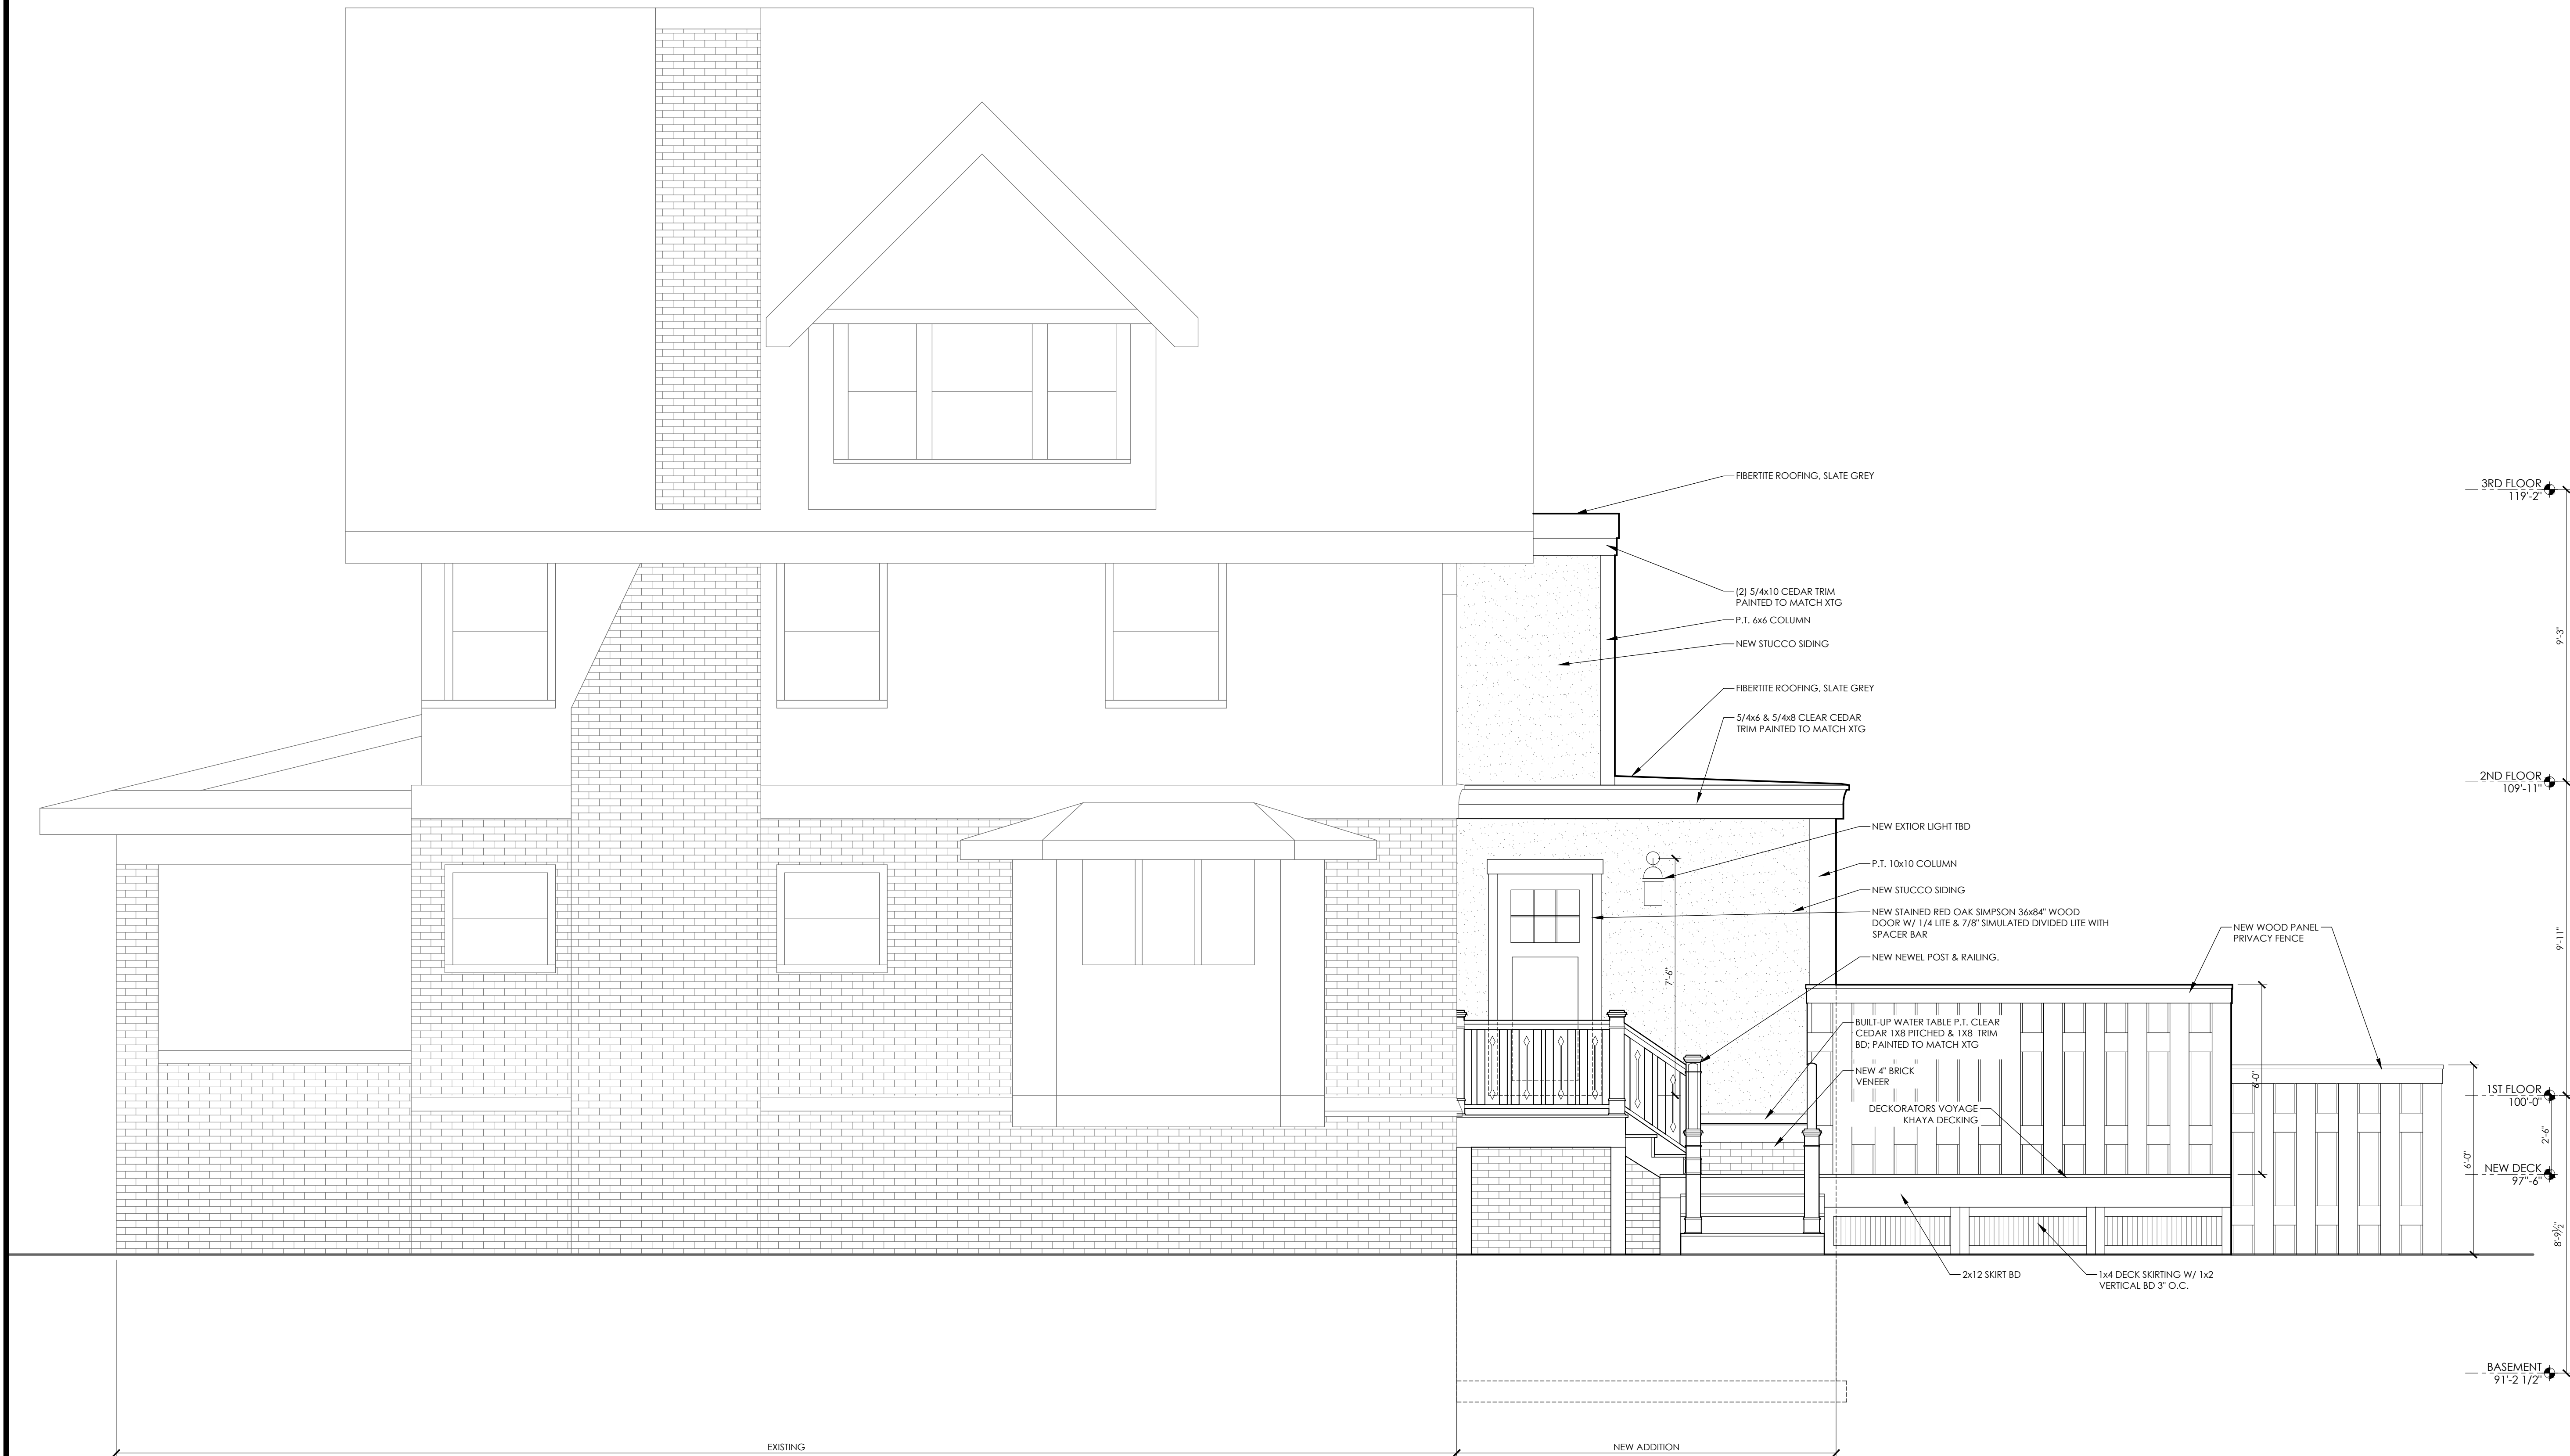 FIBERTITE ROOFING, SLATE GREY
3RD FLOOR
119'-2"
(2) 5/4x10 CEDAR TRIM
PAINTED TO MATCH XTG
P.T. 6x6 COLUMN
9'-3"
NEW STUCCO SIDING
FIBERTITE ROOFING, SLATE GREY
5/4x6 & 5/4x8 CLEAR CEDAR
TRIM PAINTED TO MATCH XTG
2ND FLOOR
109'-11"
NEW EXTIOR LIGHT TBD
P.T. 10x10 COLUMN
NEW STUCCO SIDING
NEW STAINED RED OAK SIMPSON 36x84" WOOD
DOOR W/ 1/4 LITE & 7/8" SIMULATED DIVIDED LITE WITH
SPACER BAR
NEW WOOD PANEL
PRIVACY FENCE
9'-11"
NEW NEWEL POST & RAILING.
7'-6"
BUILT-UP WATER TABLE P.T. CLEAR
CEDAR 1X8 PITCHED & 1X8 TRIM
BD; PAINTED TO MATCH XTG
NEW 4" BRICK
VENEER
6'-0"
1ST FLOOR
100'-0"
DECKORATORS VOYAGE
KHAYA DECKING
2'-6"
6'-0"
NEW DECK
97"-6"
8'-9½"
2x12 SKIRT BD
1x4 DECK SKIRTING W/ 1x2
VERTICAL BD 3" O.C.
BASEMENT
91'-2 1/2"
EXISTING
NEW ADDITION